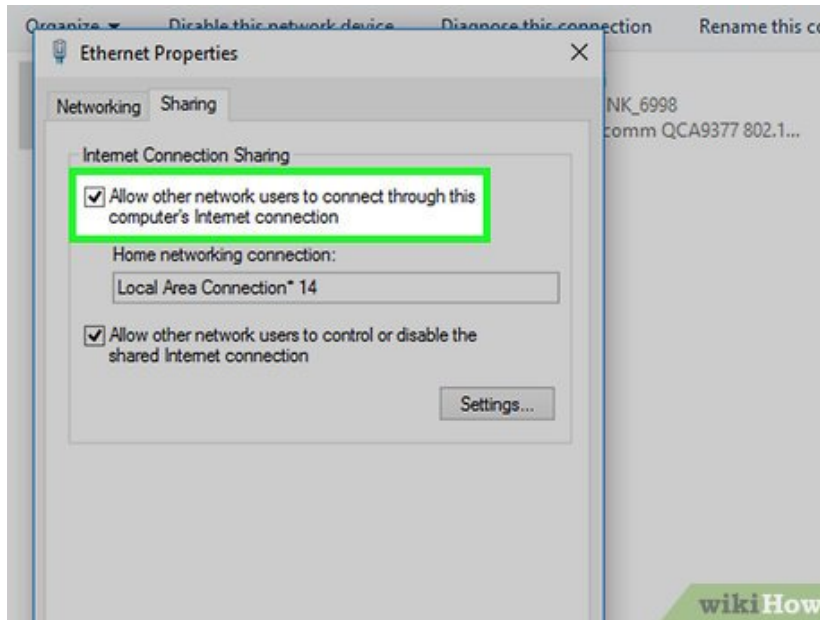 Organize Disable this network device Diagnose this connection Rename this co
Ethernet Properties
NK_6998
comm QCA9377 802.1...
Networking Sharing
Internet Connection Sharing
Allow other network users to connect through this
computer's Internet connection
Home networking connection:
Local Area Connection* 14
Allow other network users to control or disable the
shared Internet connection
Settings...
wikiHow